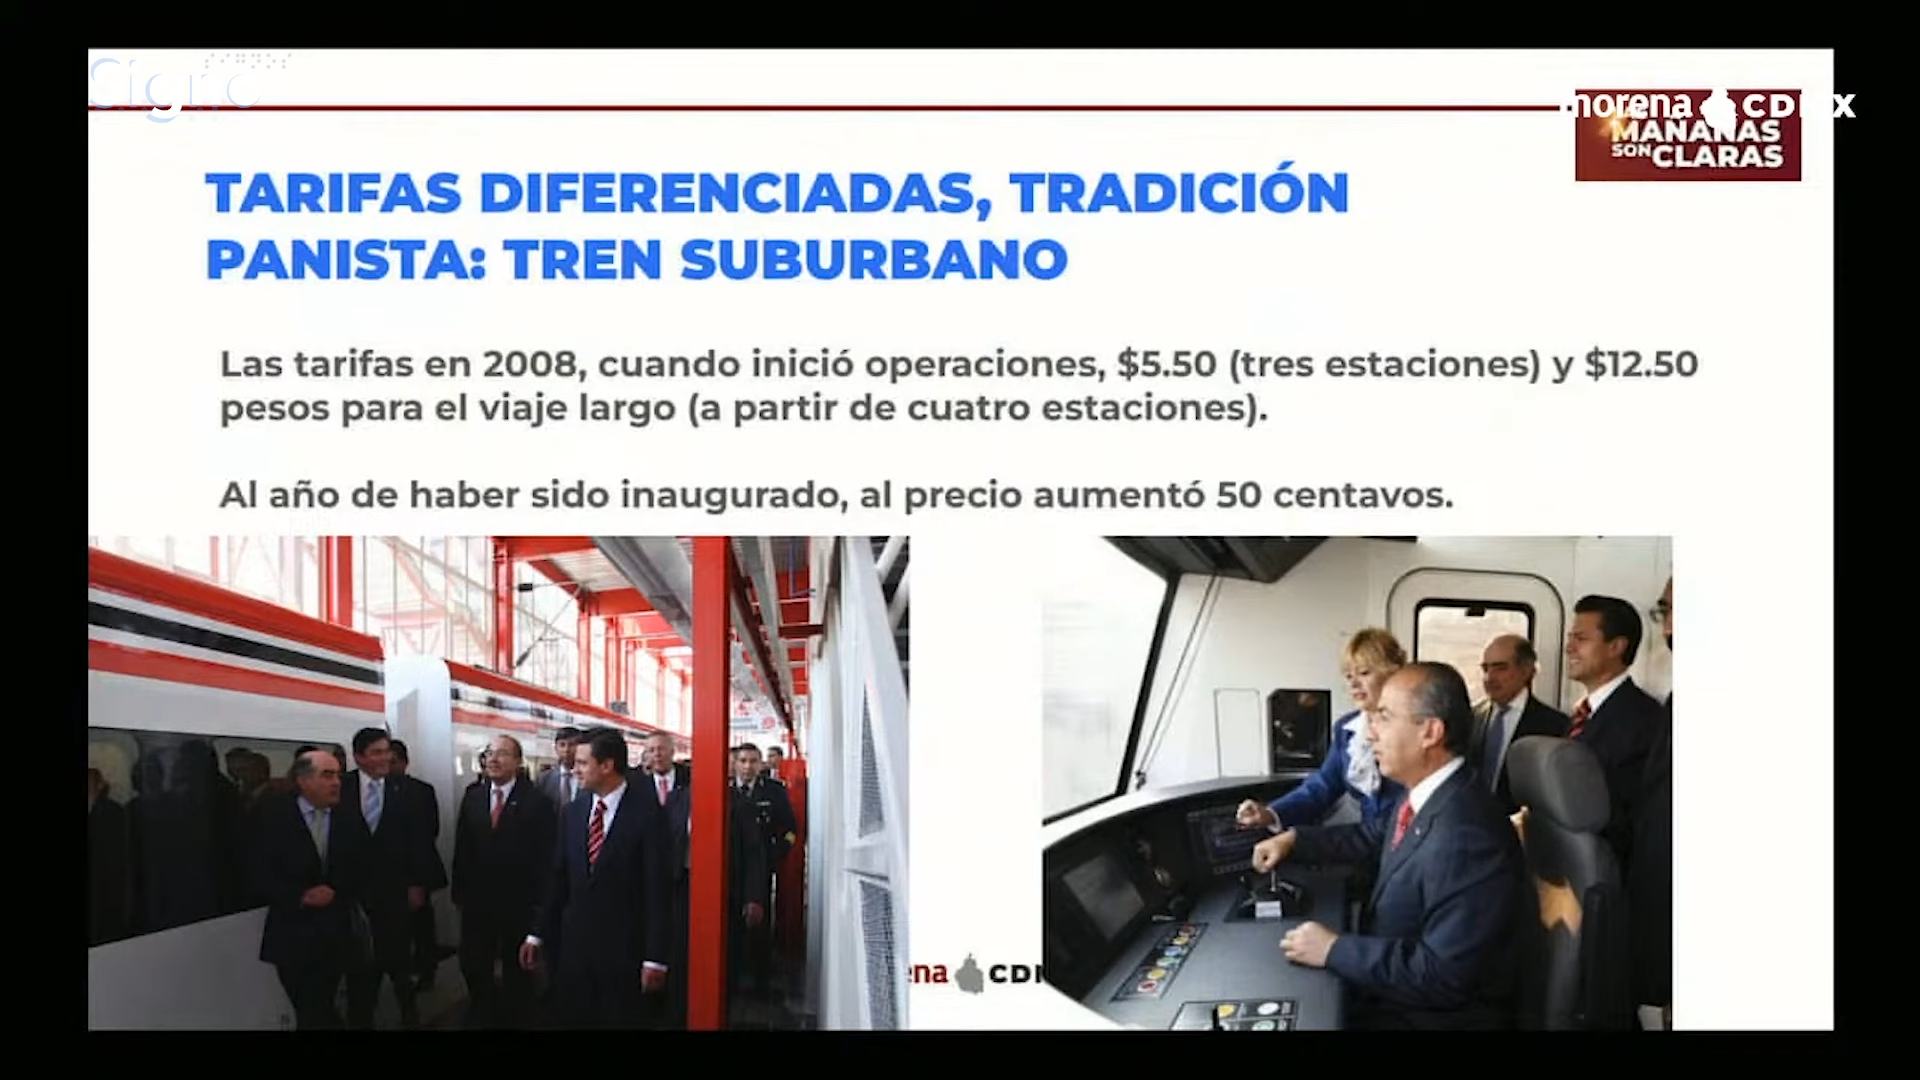 Cigno
morena CDMX
MAÑANAS
SON CLARAS
TARIFAS DIFERENCIADAS, TRADICIÓN
PANISTA: TREN SUBURBANO
Las tarifas en 2008, cuando inició operaciones, $5.50 (tres estaciones) y $12.50
pesos para el viaje largo (a partir de cuatro estaciones).
Al año de haber sido inaugurado, al precio aumentó 50 centavos.